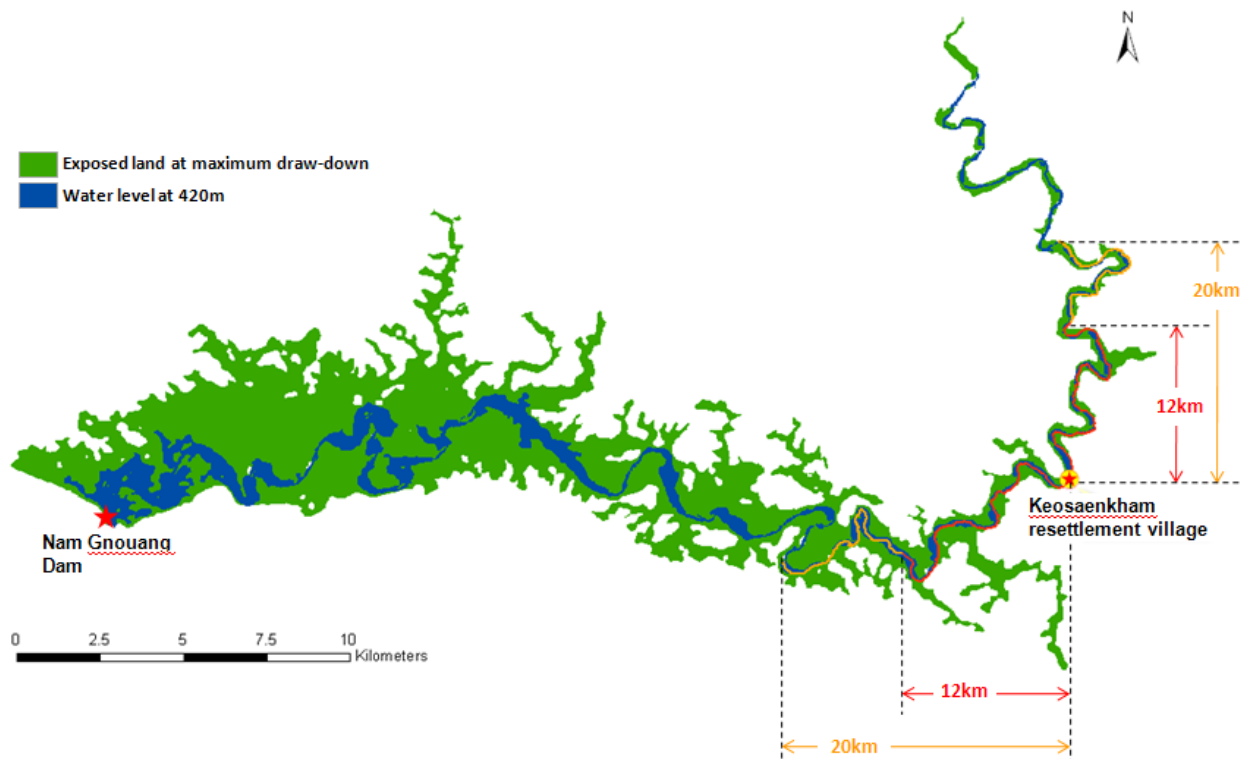 N
Exposed land at maximum draw-down
Water level at 420m
20km
12km
Keosaenkham
resettlement village
Nam Gnouang
Dam
0 2.5 5 7.5 10
Kilometers
12km
20km